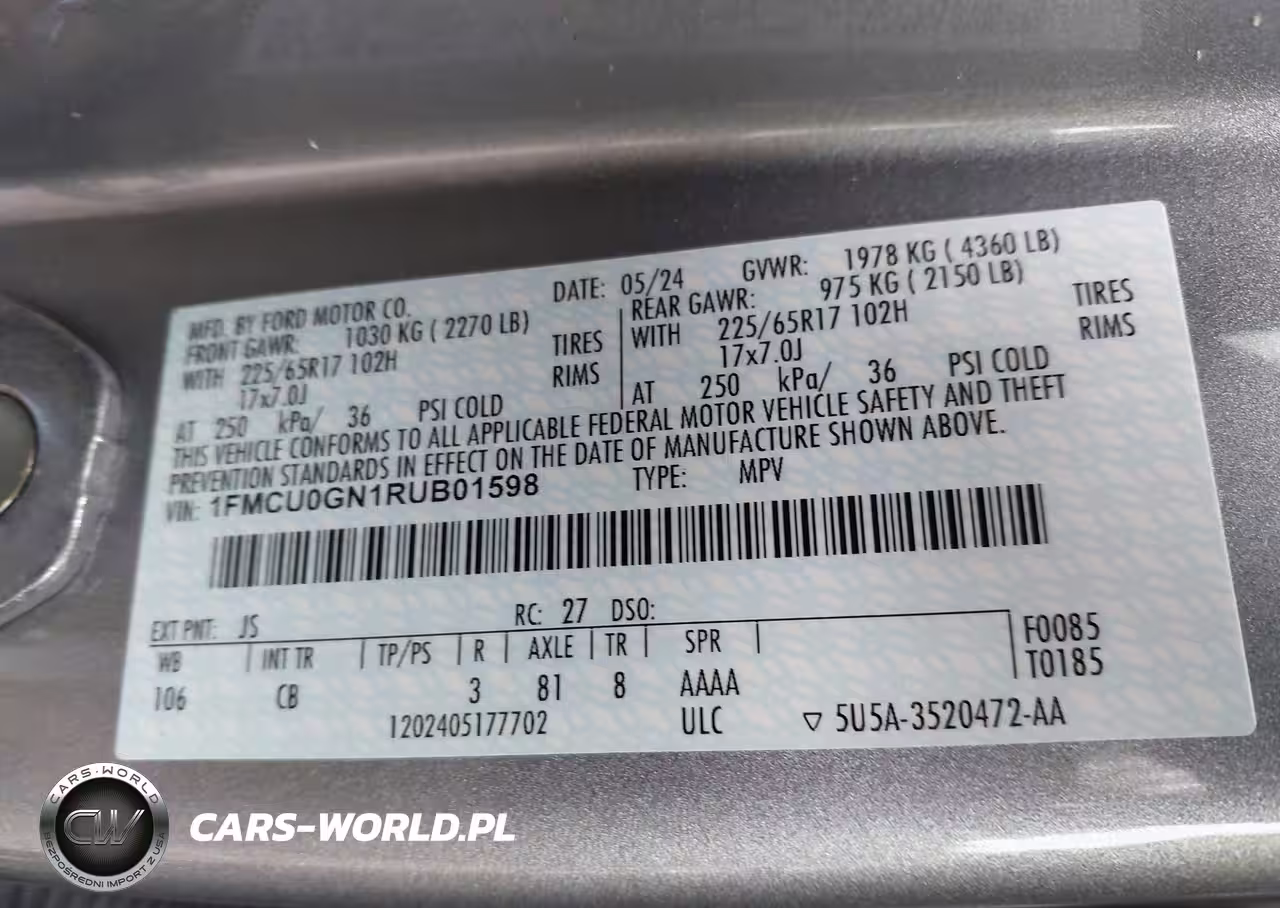 MFD. BY FORD MOTOR CO. DATE: 05/24 GVWR: 1978 KG ( 4360 LB)
FRONT GAWR: 1030 KG ( 2270 LB)
WITH 225/65R17 102H TIRES
17x7.0J RIMS
AT 250 kPa/ 36 PSI COLD
REAR GAWR: 975 KG ( 2150 LB)
WITH 225/65R17 102H TIRES
17x7.0J RIMS
AT 250 kPa/ 36 PSI COLD
THIS VEHICLE CONFORMS TO ALL APPLICABLE FEDERAL MOTOR VEHICLE SAFETY AND THEFT
PREVENTION STANDARDS IN EFFECT ON THE DATE OF MANUFACTURE SHOWN ABOVE.
VIN: 1FMCU0GN1RUB01598 TYPE: MPV
EXT PNT: JS RC: 27 DSO:
WB INT TR TP/PS R AXLE TR SPR
106 CB 3 81 8 AAAA
F0085
T0185
1202405177702 ULC ▽ 5U5A-3520472-AA
CARS-WORLD
CW
BEZPOŚREDNI IMPORT Z USA
CARS-WORLD.PL